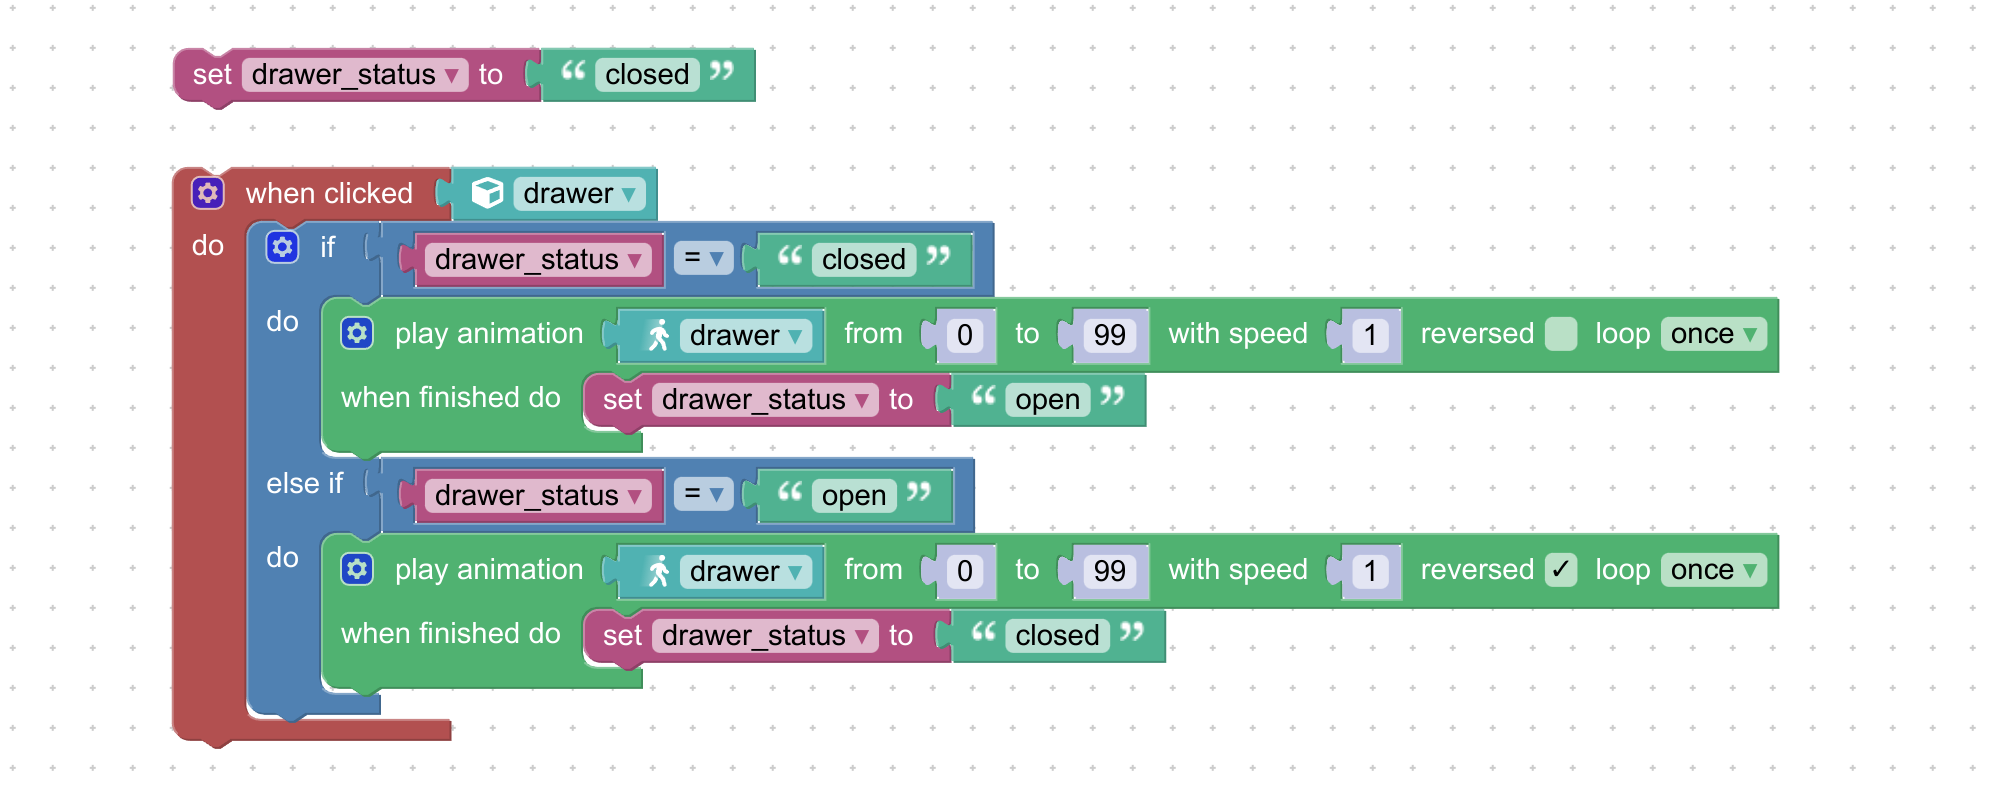 set drawer_status ▾ to “ closed ”
when clicked drawer ▾
do if drawer_status ▾ = ▾ “ closed ”
do play animation drawer ▾ from 0 to 99 with speed 1 reversed loop once ▾
when finished do set drawer_status ▾ to “ open ”
else if drawer_status ▾ = ▾ “ open ”
do play animation drawer ▾ from 0 to 99 with speed 1 reversed ✓ loop once ▾
when finished do set drawer_status ▾ to “ closed ”